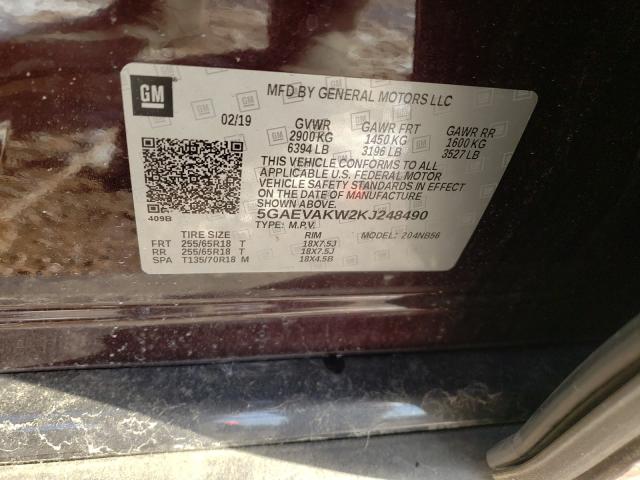 GM
MFD BY GENERAL MOTORS LLC
02/19 GVWR GAWR FRT GAWR RR
2900 KG 1450 KG 1600 KG
6394 LB 3196 LB 3527 LB
THIS VEHICLE CONFORMS TO ALL
APPLICABLE U.S. FEDERAL MOTOR
VEHICLE SAFETY STANDARDS IN EFFECT
ON THE DATE OF MANUFACTURE
SHOWN ABOVE.
409B 5GAEVAKW2KJ248490
TYPE: M.P.V. MODEL: 204NB56
TIRE SIZE RIM
FRT 255/65R18 T 18X7.5J
RR 255/65R18 T 18X7.5J
SPA T135/70R18 M 18X4.5B